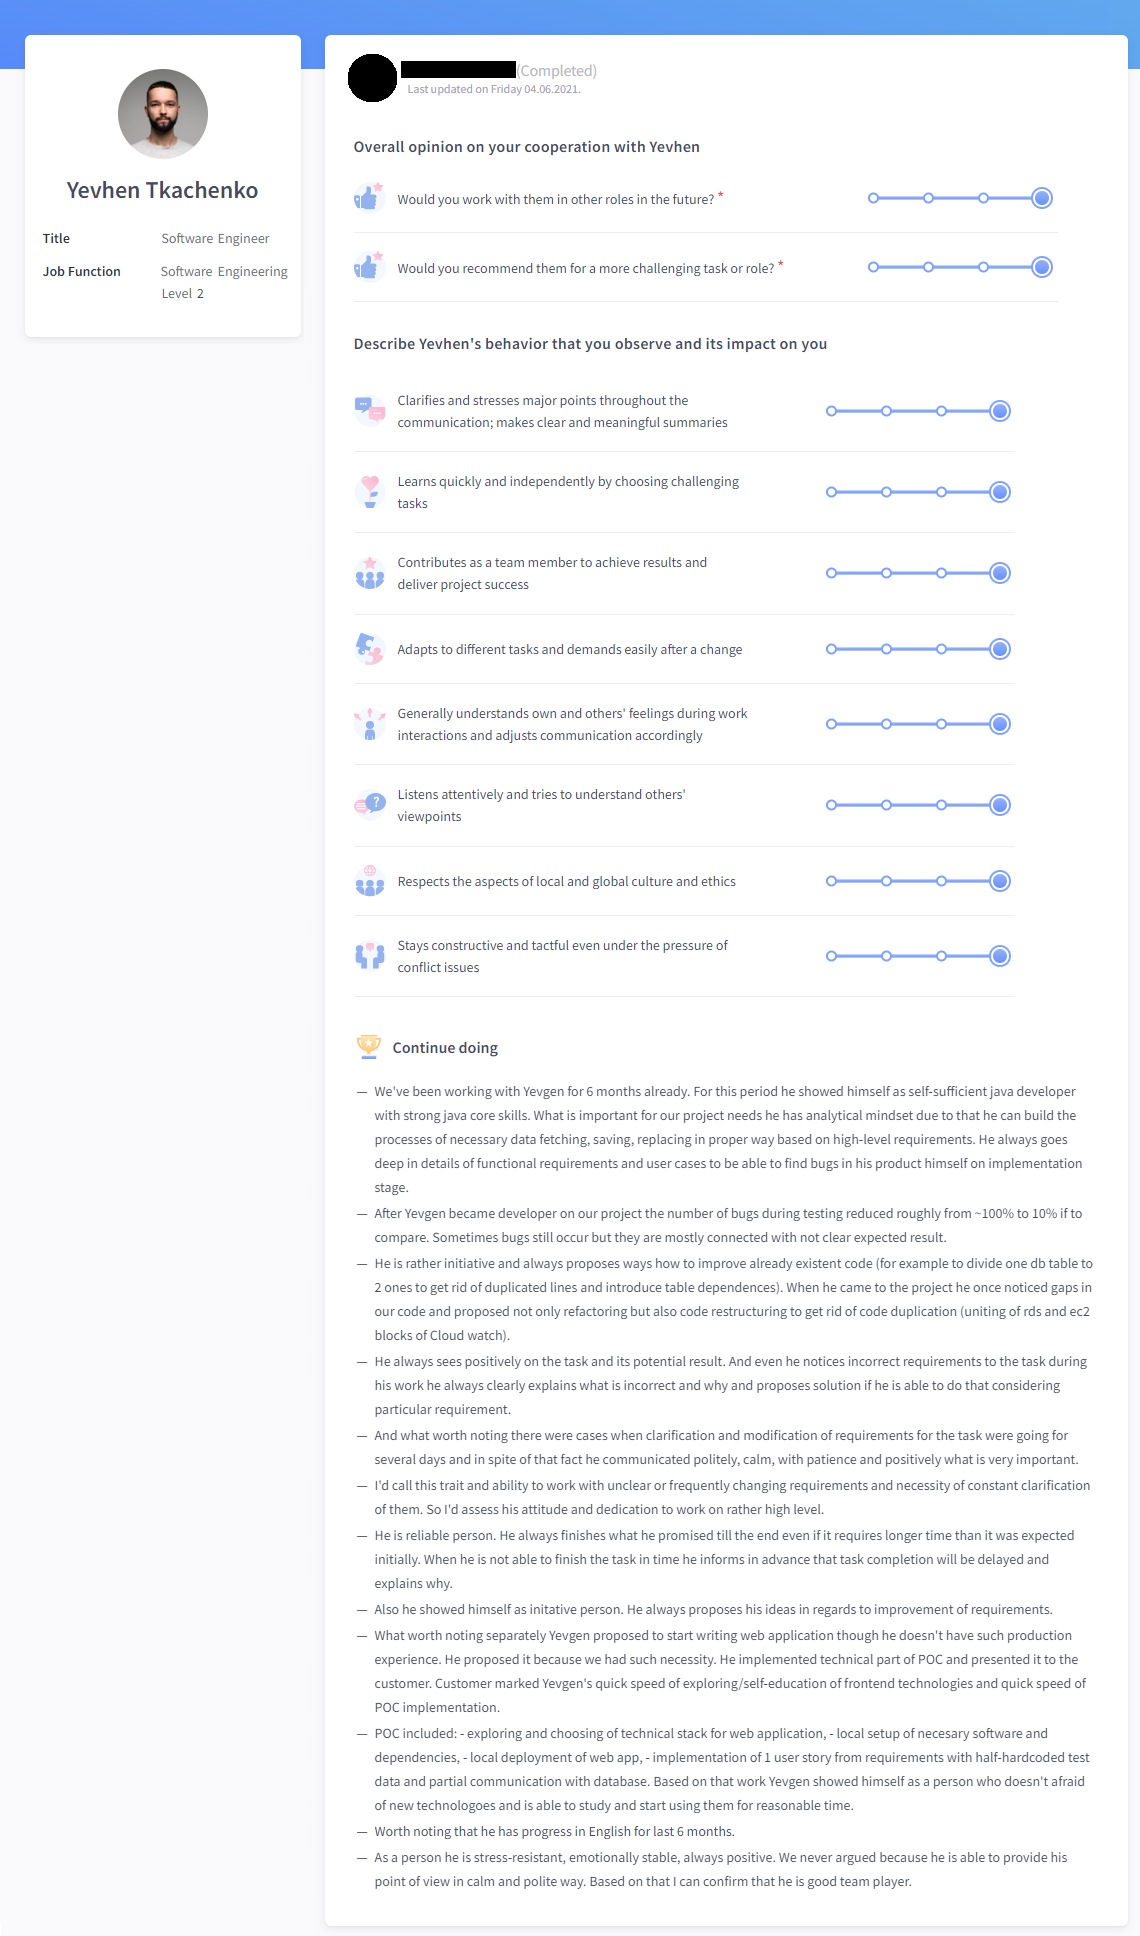 Yevhen Tkachenko
Title Software Engineer
Job Function Software Engineering
Level 2
(Completed)
Last updated on Friday 04.06.2021.
Overall opinion on your cooperation with Yevhen
Would you work with them in other roles in the future? *
Would you recommend them for a more challenging task or role? *
Describe Yevhen's behavior that you observe and its impact on you
Clarifies and stresses major points throughout the
communication; makes clear and meaningful summaries
Learns quickly and independently by choosing challenging
tasks
Contributes as a team member to achieve results and
deliver project success
Adapts to different tasks and demands easily after a change
Generally understands own and others' feelings during work
interactions and adjusts communication accordingly
?
Listens attentively and tries to understand others'
viewpoints
Respects the aspects of local and global culture and ethics
Stays constructive and tactful even under the pressure of
conflict issues
Continue doing
— We've been working with Yevgen for 6 months already. For this period he showed himself as self-sufficient java developer
with strong java core skills. What is important for our project needs he has analytical mindset due to that he can build the
processes of necessary data fetching, saving, replacing in proper way based on high-level requirements. He always goes
deep in details of functional requirements and user cases to be able to find bugs in his product himself on implementation
stage.
— After Yevgen became developer on our project the number of bugs during testing reduced roughly from ~100% to 10% if to
compare. Sometimes bugs still occur but they are mostly connected with not clear expected result.
— He is rather initiative and always proposes ways how to improve already existent code (for example to divide one db table to
2 ones to get rid of duplicated lines and introduce table dependences). When he came to the project he once noticed gaps in
our code and proposed not only refactoring but also code restructuring to get rid of code duplication (uniting of rds and ec2
blocks of Cloud watch).
— He always sees positively on the task and its potential result. And even he notices incorrect requirements to the task during
his work he always clearly explains what is incorrect and why and proposes solution if he is able to do that considering
particular requirement.
— And what worth noting there were cases when clarification and modification of requirements for the task were going for
several days and in spite of that fact he communicated politely, calm, with patience and positively what is very important.
— I'd call this trait and ability to work with unclear or frequently changing requirements and necessity of constant clarification
of them. So I'd assess his attitude and dedication to work on rather high level.
— He is reliable person. He always finishes what he promised till the end even if it requires longer time than it was expected
initially. When he is not able to finish the task in time he informs in advance that task completion will be delayed and
explains why.
— Also he showed himself as initative person. He always proposes his ideas in regards to improvement of requirements.
— What worth noting separately Yevgen proposed to start writing web application though he doesn't have such production
experience. He proposed it because we had such necessity. He implemented technical part of POC and presented it to the
customer. Customer marked Yevgen's quick speed of exploring/self-education of frontend technologies and quick speed of
POC implementation.
— POC included: - exploring and choosing of technical stack for web application, - local setup of necesary software and
dependencies, - local deployment of web app, - implementation of 1 user story from requirements with half-hardcoded test
data and partial communication with database. Based on that work Yevgen showed himself as a person who doesn't afraid
of new technologoes and is able to study and start using them for reasonable time.
— Worth noting that he has progress in English for last 6 months.
— As a person he is stress-resistant, emotionally stable, always positive. We never argued because he is able to provide his
point of view in calm and polite way. Based on that I can confirm that he is good team player.